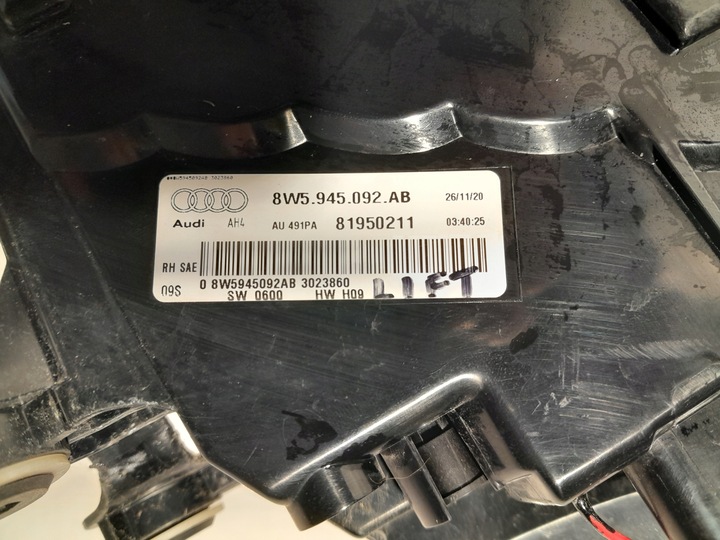 8W5.945.092.AB 26/11/20
Audi AH4 AU 491PA 81950211 03:40:25
RH SAE
09S 0 8W5945092AB 3023860
SW 0600 HW H09 LIFT